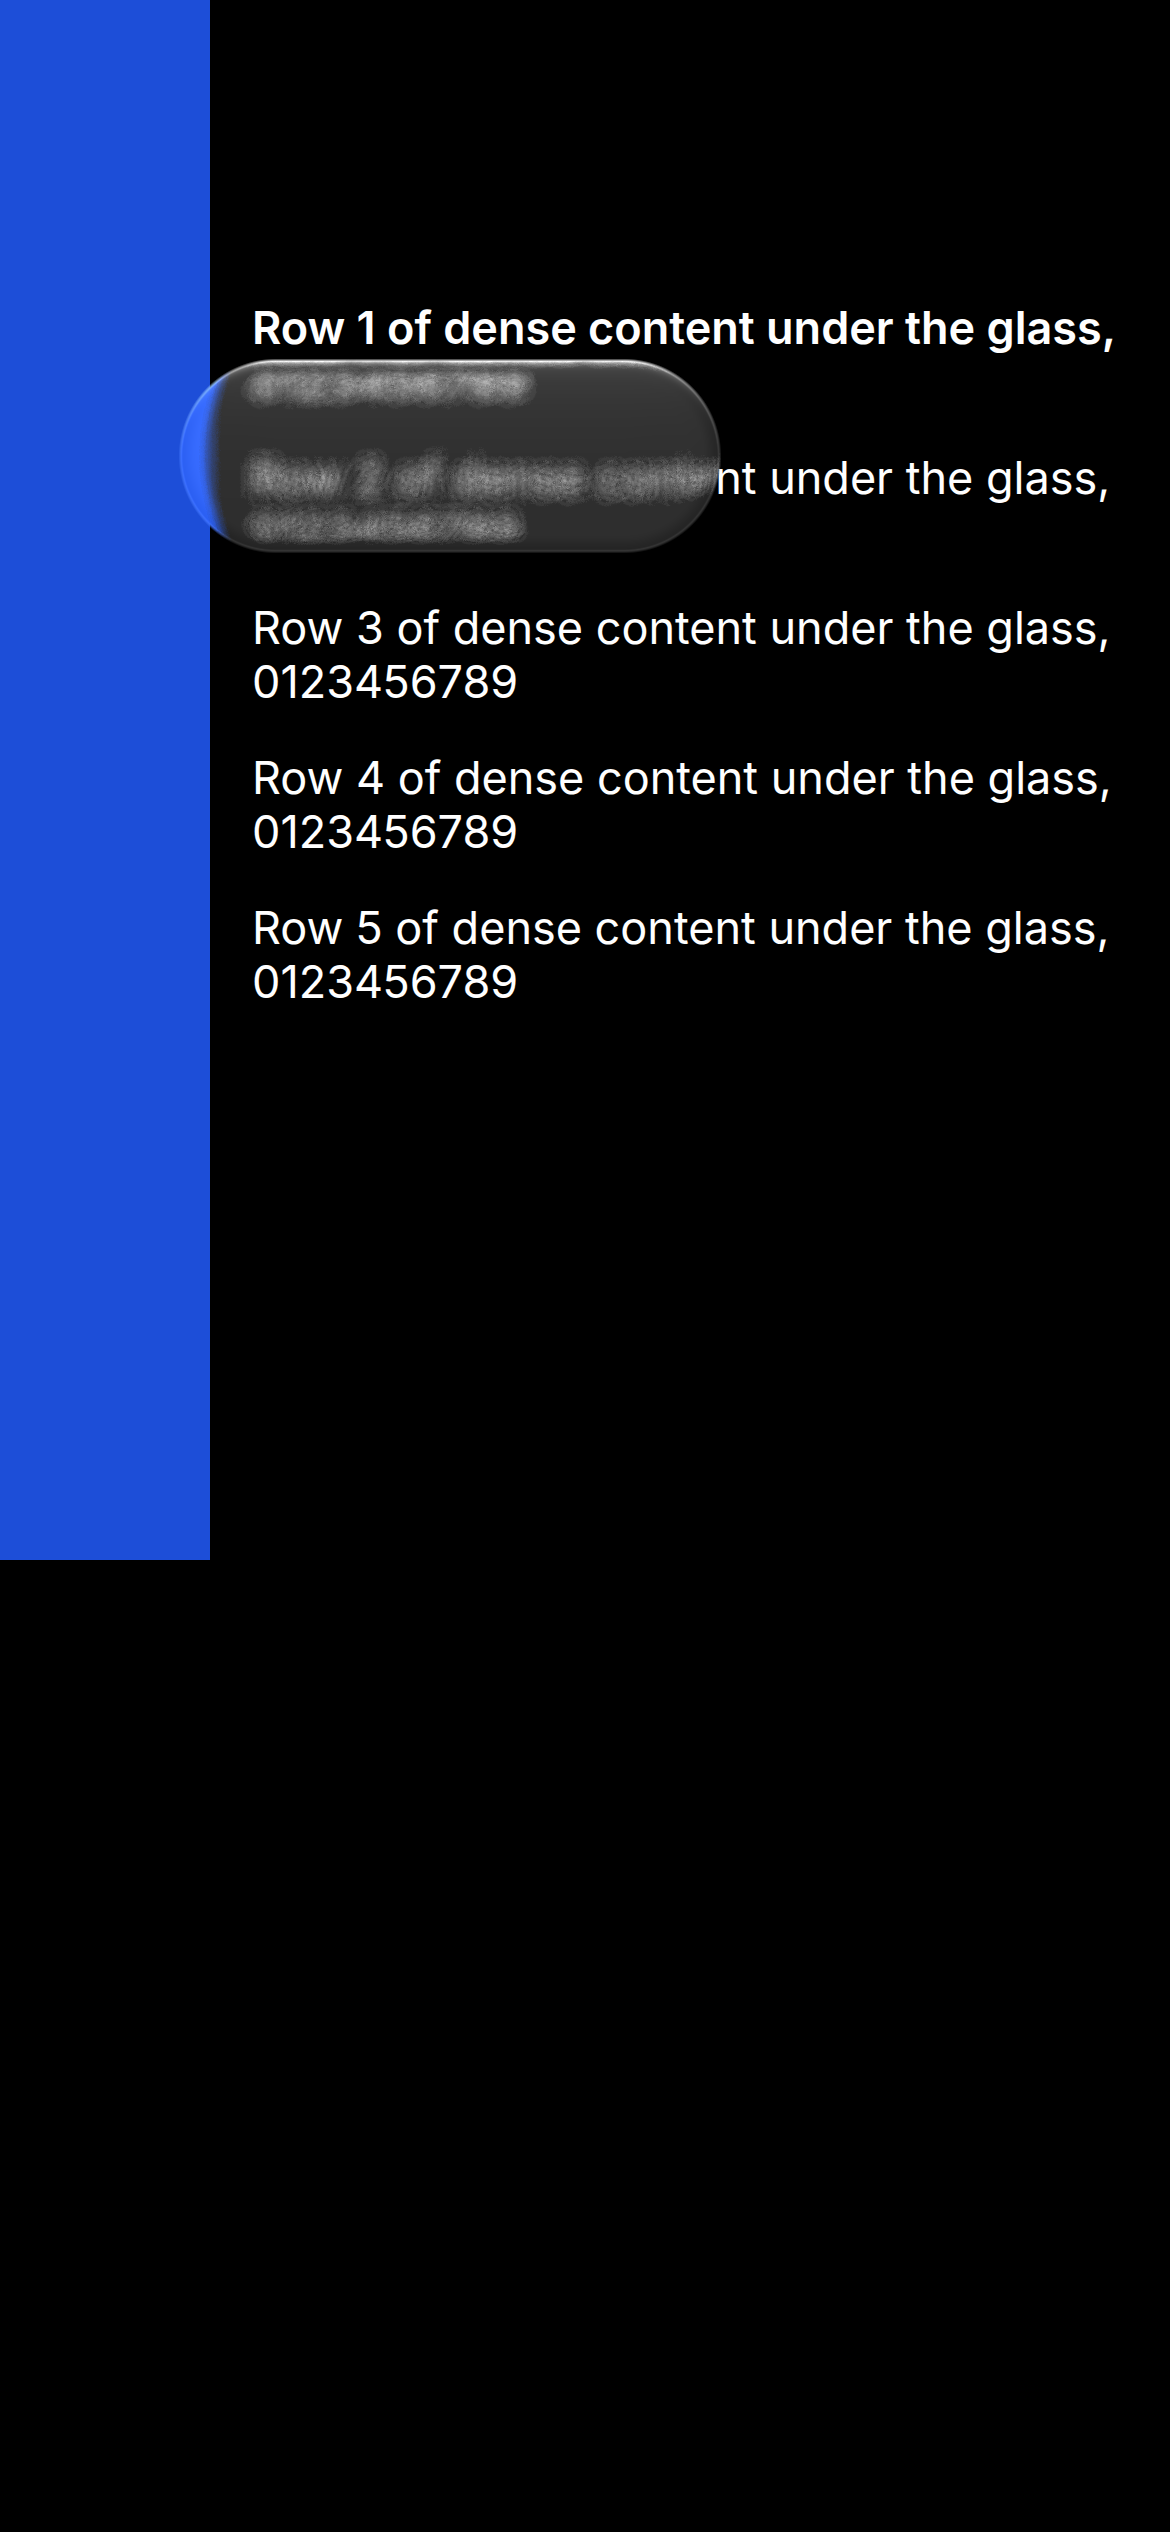 Row 1 of dense content under the glass,
nt under the glass,
Row 3 of dense content under the glass,
0123456789
Row 4 of dense content under the glass,
0123456789
Row 5 of dense content under the glass,
0123456789